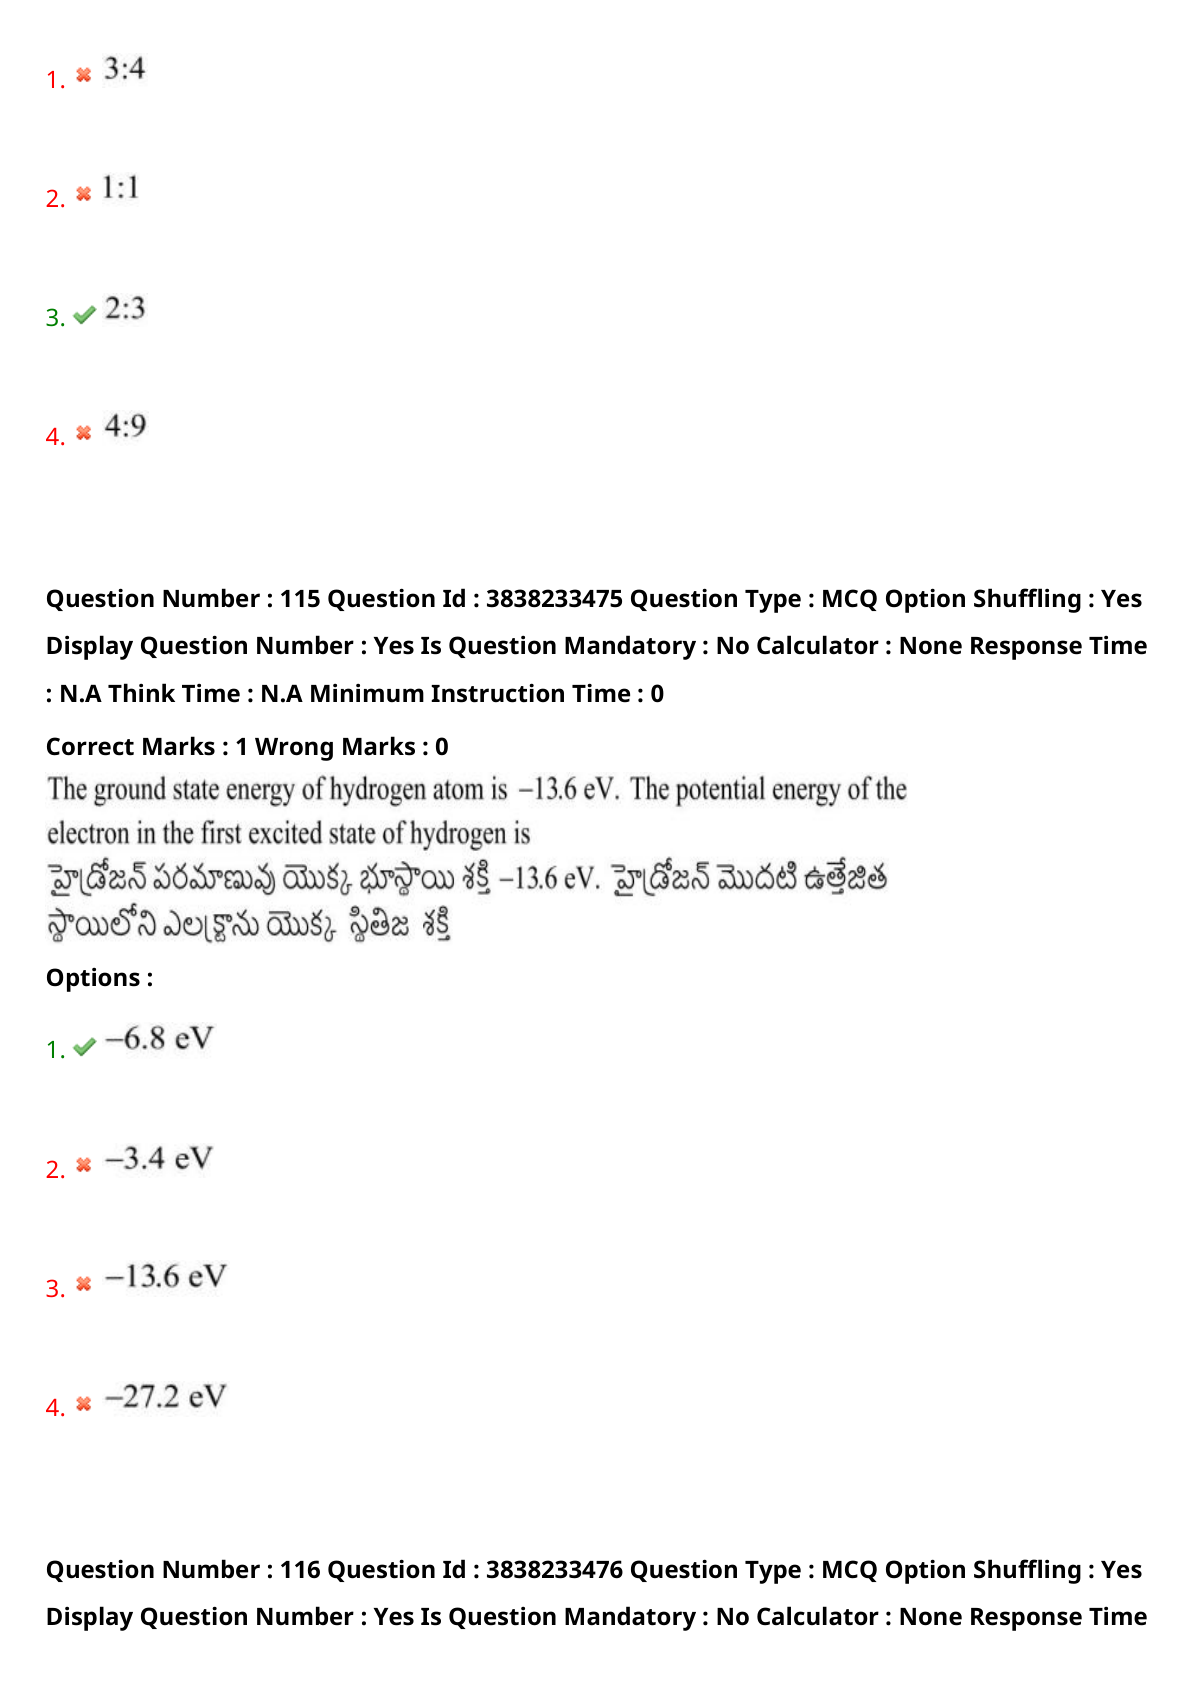 1. 3:4
2. 1:1
3. 2:3
4. 4:9
Question Number : 115 Question Id : 3838233475 Question Type : MCQ Option Shuffling : Yes
Display Question Number : Yes Is Question Mandatory : No Calculator : None Response Time
: N.A Think Time : N.A Minimum Instruction Time : 0
Correct Marks : 1 Wrong Marks : 0
The ground state energy of hydrogen atom is –13.6 eV. The potential energy of the
electron in the first excited state of hydrogen is
హైడ్రోజన్ పరమాణువు యొక్క భూస్థాయి శక్తి –13.6 eV. హైడ్రోజన్ మొదటి ఉత్తేజిత
స్థాయిలోని ఎలక్ట్రాను యొక్క స్థితిజ శక్తి
Options :
1. –6.8 eV
2. –3.4 eV
3. –13.6 eV
4. –27.2 eV
Question Number : 116 Question Id : 3838233476 Question Type : MCQ Option Shuffling : Yes
Display Question Number : Yes Is Question Mandatory : No Calculator : None Response Time